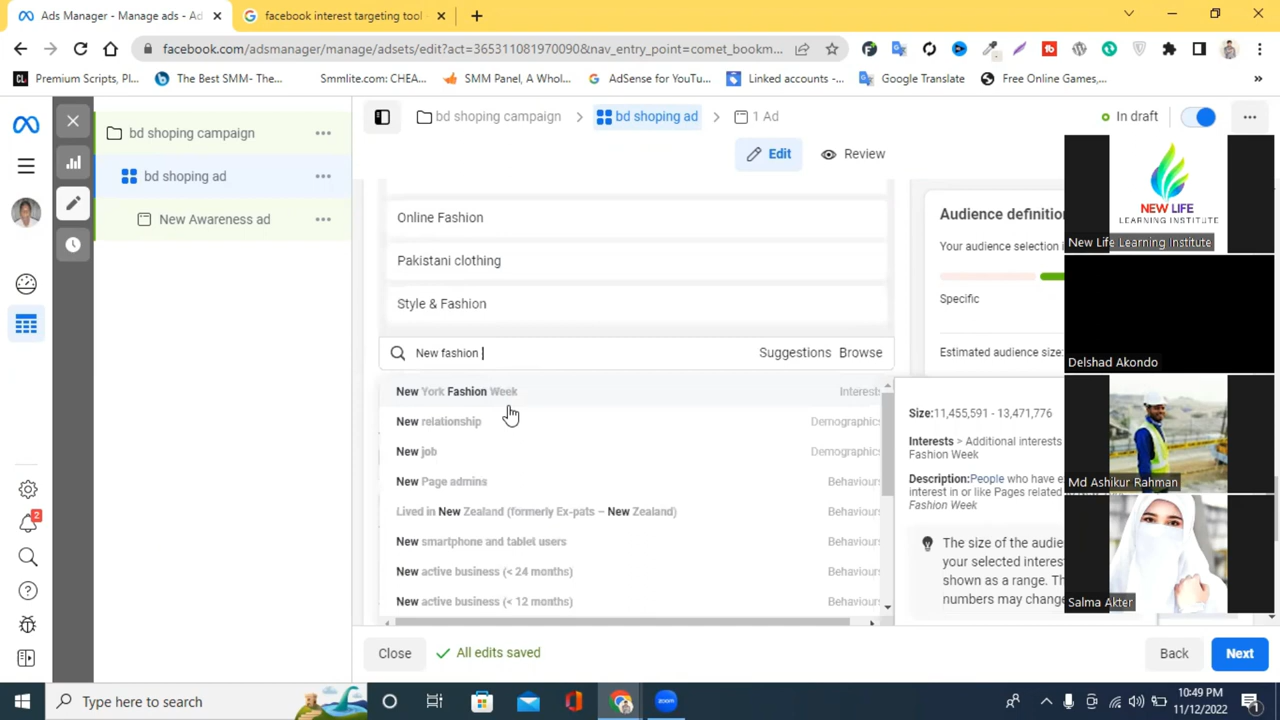 Ads Manager - Manage ads - Ad
facebook interest targeting tool
facebook.com/adsmanager/manage/adsets/edit?act=365311081970090&nav_entry_point=comet_bookm...
Premium Scripts, Pl...
The Best SMM- The...
Smmlite.com: CHEA...
SMM Panel, A Whol...
AdSense for YouTu...
Linked accounts -...
Google Translate
Free Online Games,...
»
bd shoping campaign
bd shoping ad
New Awareness ad
bd shoping campaign
bd shoping ad
1 Ad
In draft
Edit
Review
Online Fashion
Pakistani clothing
Style & Fashion
New fashion
Suggestions Browse
New York Fashion Week
Interests
New relationship
Demographics
New job
Demographics
New Page admins
Behaviours
Lived in New Zealand (formerly Ex-pats – New Zealand)
Behaviours
New smartphone and tablet users
Behaviours
New active business (< 24 months)
Behaviours
New active business (< 12 months)
Behaviours
Audience definition
Your audience selection i
Specific
Estimated audience size:
Size:11,455,591 - 13,471,776
Interests > Additional interests
Fashion Week
Description:People who have e
interest in or like Pages related
Fashion Week
The size of the audie
your selected interes
shown as a range. Th
numbers may change
NEW LIFE
LEARNING INSTITUTE
New Life Learning Institute
Delshad Akondo
Md Ashikur Rahman
Salma Akter
Close
All edits saved
Back
Next
2
Type here to search
10:49 PM
11/12/2022
1